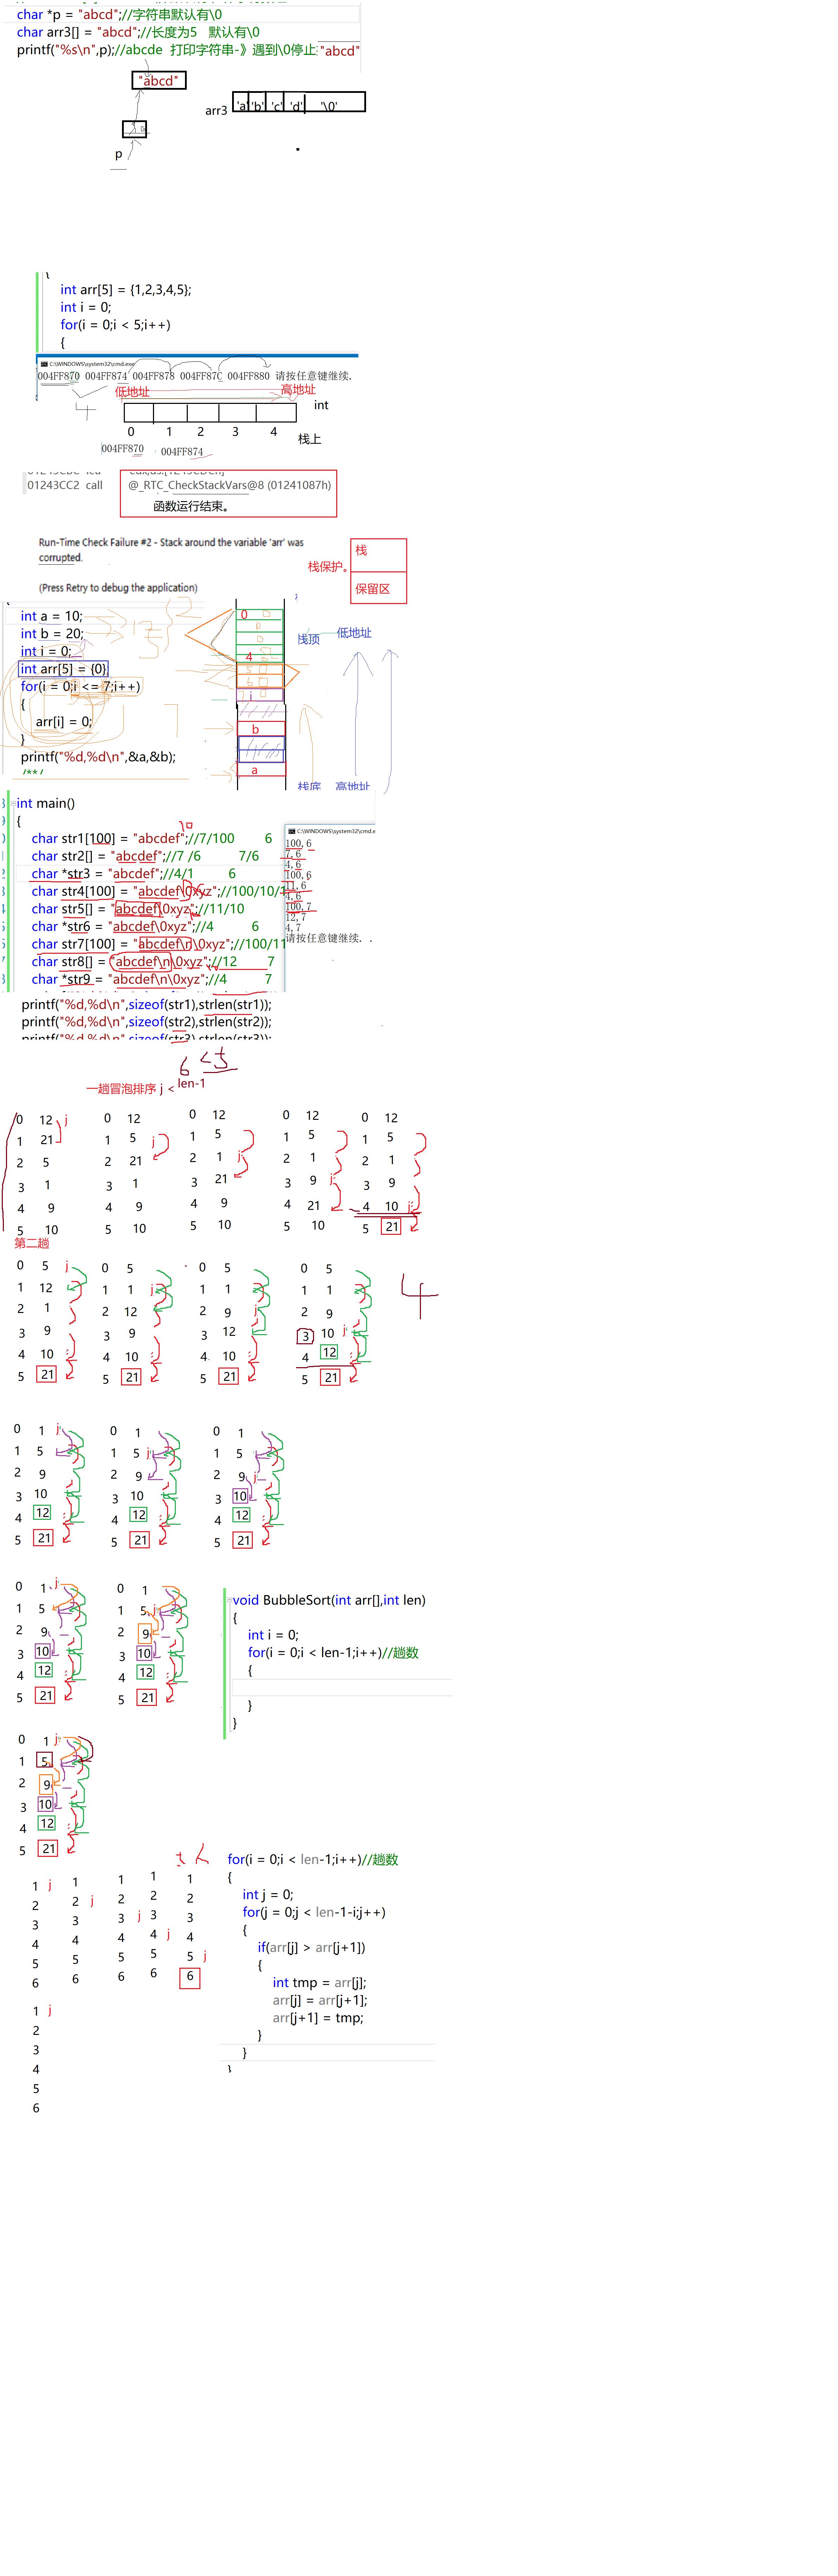 char *p = "abcd";//字符串默认有\0
char arr3[] = "abcd";//长度为5 默认有\0
printf("%s\n",p);//abcde 打印字符串-》遇到\0停止 "abcd"
"abcd"
arr3 'a' 'b' 'c' 'd' '\0'
p
{
int arr[5] = {1,2,3,4,5};
int i = 0;
for(i = 0;i < 5;i++)
{
C:\WINDOWS\system32\cmd.exe
004FF870 004FF874 004FF878 004FF87C 004FF880 请按任意键继续.
4 低地址 高地址
int
0 1 2 3 4 栈上
004FF870 004FF874
01243CC2 call @_RTC_CheckStackVars@8 (01241087h)
函数运行结束。
Run-Time Check Failure #2 - Stack around the variable 'arr' was
corrupted.
(Press Retry to debug the application)
栈保护。
栈
保留区
int a = 10;
int b = 20;
int i = 0;
int arr[5] = {0};
for(i = 0;i <= 7;i++)
{
arr[i] = 0;
}
printf("%d,%d\n",&a,&b);
/**/
0
4
i
b
a
栈顶 低地址
栈底 高地址
int main()
{
char str1[100] = "abcdef";//7/100 6
char str2[] = "abcdef";//7 /6 7/6
char *str3 = "abcdef";//4/1 6
char str4[100] = "abcdef\0xyz";//100/10/1
char str5[] = "abcdef\0xyz";//11/10
char *str6 = "abcdef\0xyz";//4 6
char str7[100] = "abcdef\n\0xyz";//100/11
char str8[] = "abcdef\n\0xyz";//12 7
char *str9 = "abcdef\n\0xyz";//4 7
C:\WINDOWS\system32\cmd.e
100,6
7,6
4,6
100,6
11,6
4,6
100,7
12,7
4,7
请按任意键继续. .
printf("%d,%d\n",sizeof(str1),strlen(str1));
printf("%d,%d\n",sizeof(str2),strlen(str2));
printf("%d,%d\n",sizeof(str3),strlen(str3));
6 < 5
一趟冒泡排序 j < len-1
0 12 j 0 12 0 12 0 12 0 12
1 21 1 5 j 1 5 1 5 1 5
2 5 2 21 2 1 j 2 1 2 1
3 1 3 1 3 21 3 9 j 3 9
4 9 4 9 4 9 4 21 4 10 j
5 10 5 10 5 10 5 10 5 21
第二趟
0 5 j 0 5 0 5 0 5
1 12 1 1 j 1 1 1 1
2 1 2 12 2 9 j 2 9
3 9 3 9 3 12 3 10 j
4 10 4 10 4 10 4 12
5 21 5 21 5 21 5 21
4
0 1 j 0 1 0 1
1 5 1 5 j 1 5
2 9 2 9 2 9 j
3 10 3 10 3 10
4 12 4 12 4 12
5 21 5 21 5 21
0 1 j 0 1
1 5 1 5 j
2 9 2 9
3 10 3 10
4 12 4 12
5 21 5 21
void BubbleSort(int arr[],int len)
{
int i = 0;
for(i = 0;i < len-1;i++)//趟数
{
}
}
0 1 j
1 5
2 9
3 10
4 12
5 21
1 j 1 1 1 1
2 2 j 2 2 2
3 3 3 j 3 3
4 4 4 4 j 4
5 5 5 5 5 j
6 6 6 6 6
1 j
2
3
4
5
6
for(i = 0;i < len-1;i++)//趟数
{
int j = 0;
for(j = 0;j < len-1-i;j++)
{
if(arr[j] > arr[j+1])
{
int tmp = arr[j];
arr[j] = arr[j+1];
arr[j+1] = tmp;
}
}
}